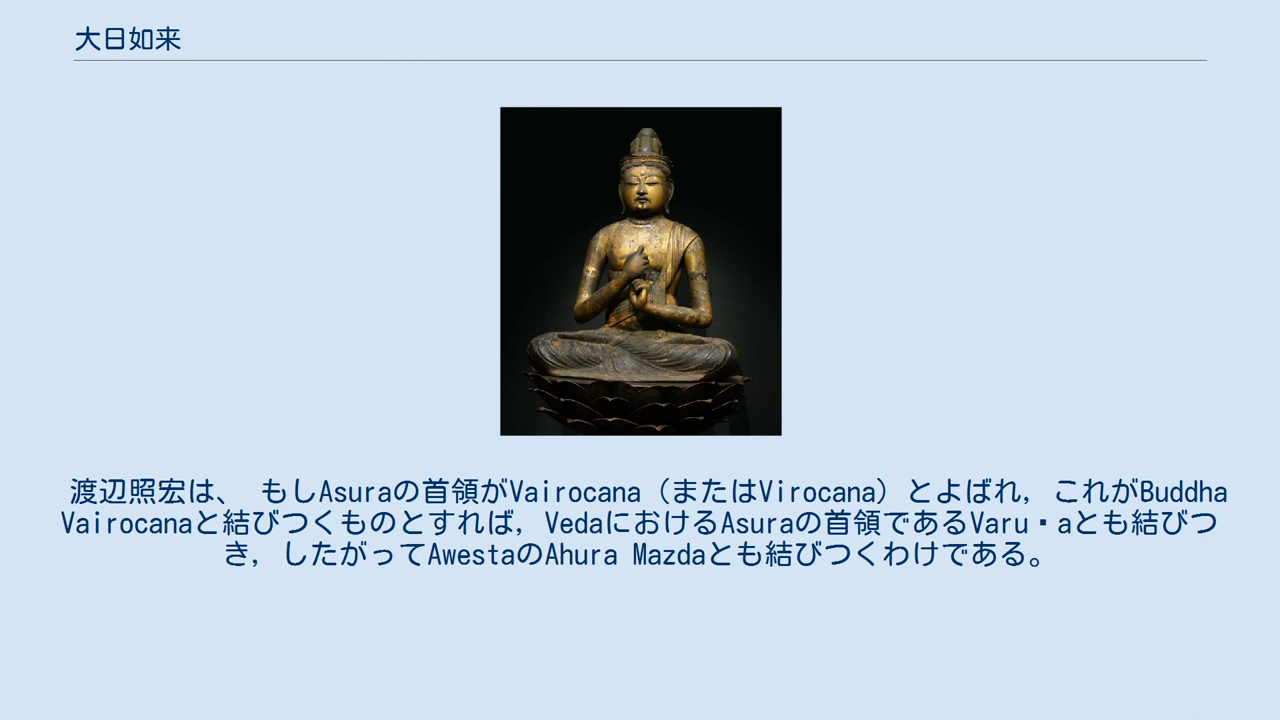 大日如来
渡辺照宏は、 もしAsuraの首領がVairocana（またはVirocana）とよばれ, これがBuddha
Vairocanaと結びつくものとすれば, VedaにおけるAsuraの首領であるVaru▪aとも結びつ
き, したがってAwestaのAhura Mazdaとも結びつくわけである。